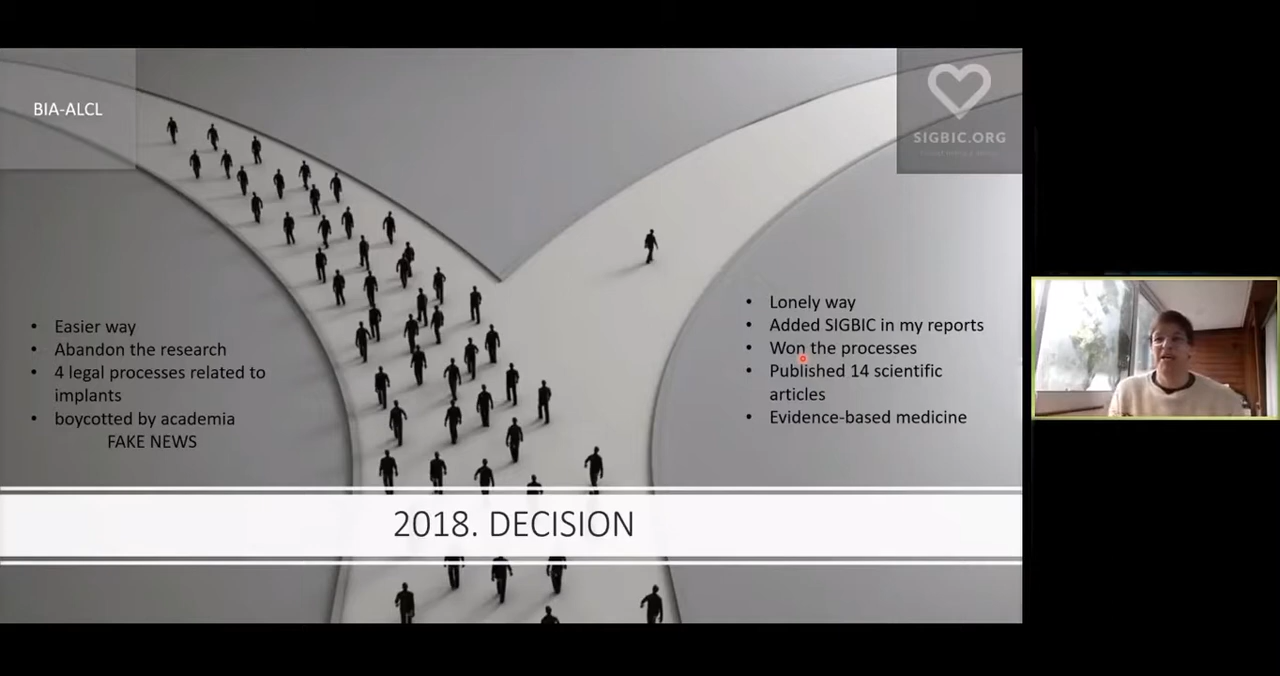 BIA-ALCL
SIGBIC.ORG
• Easier way
• Abandon the research
• 4 legal processes related to
implants
• boycotted by academia
FAKE NEWS
• Lonely way
• Added SIGBIC in my reports
• Won the processes
• Published 14 scientific
articles
• Evidence-based medicine
2018. DECISION